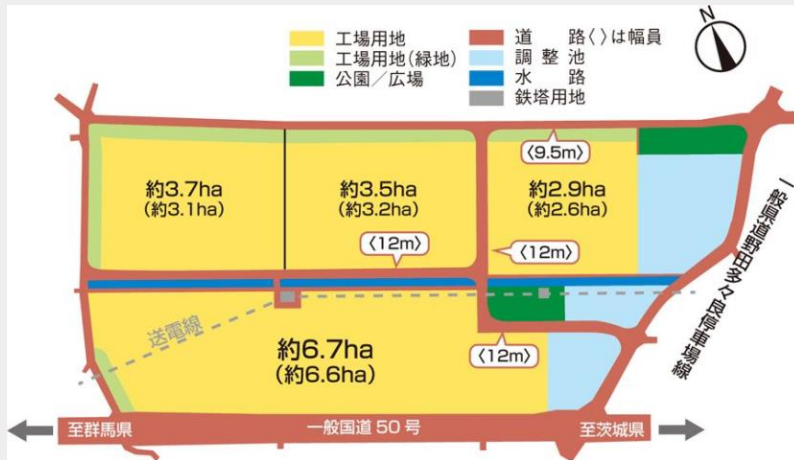 N
工場用地
工場用地(緑地)
公園／広場
道　路〈 〉は幅員
調整池
水　路
鉄塔用地
〈9.5m〉
約3.7ha
(約3.1ha)
約3.5ha
(約3.2ha)
約2.9ha
(約2.6ha)
〈12m〉
〈12m〉
一般県道野田多々良停車場線
送電線
約6.7ha
(約6.6ha)
〈12m〉
至群馬県
一般国道50号
至茨城県